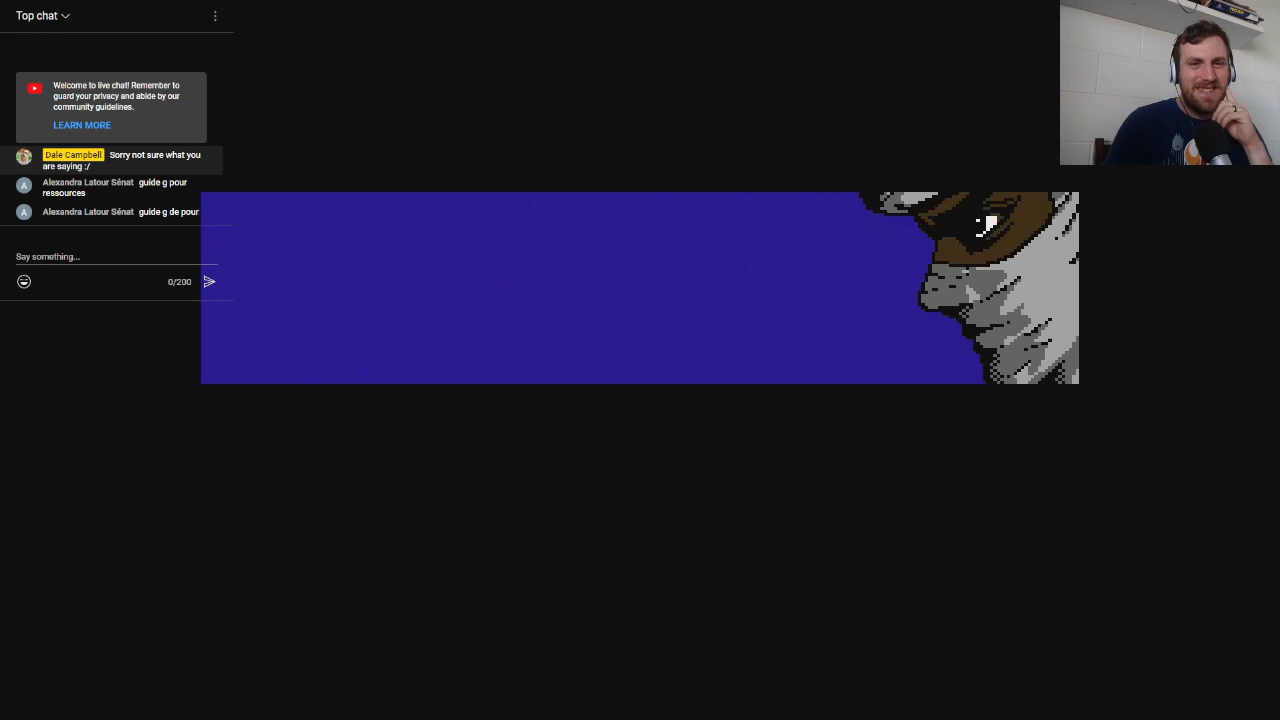 Top chat
Welcome to live chat! Remember to
guard your privacy and abide by our
community guidelines.
LEARN MORE
Dale Campbell Sorry not sure what you
are saying :/
A Alexandra Latour Sénat guide g pour
ressources
A Alexandra Latour Sénat guide g de pour
Say something...
0/200